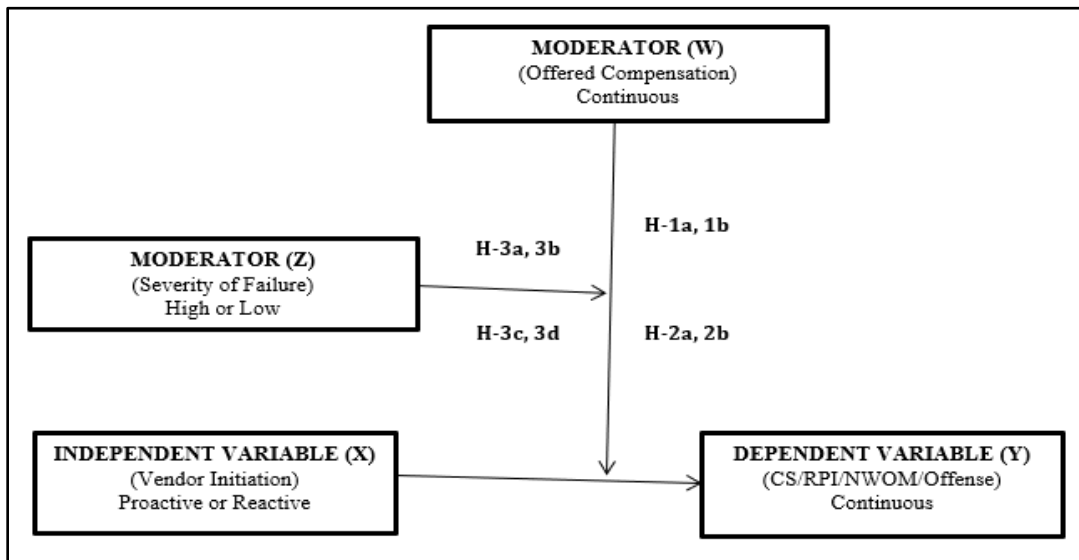 MODERATOR (W)
(Offered Compensation)
Continuous
H-1a, 1b
H-3a, 3b
MODERATOR (Z)
(Severity of Failure)
High or Low
H-3c, 3d
H-2a, 2b
INDEPENDENT VARIABLE (X)
(Vendor Initiation)
Proactive or Reactive
DEPENDENT VARIABLE (Y)
(CS/RPI/NWOM/Offense)
Continuous